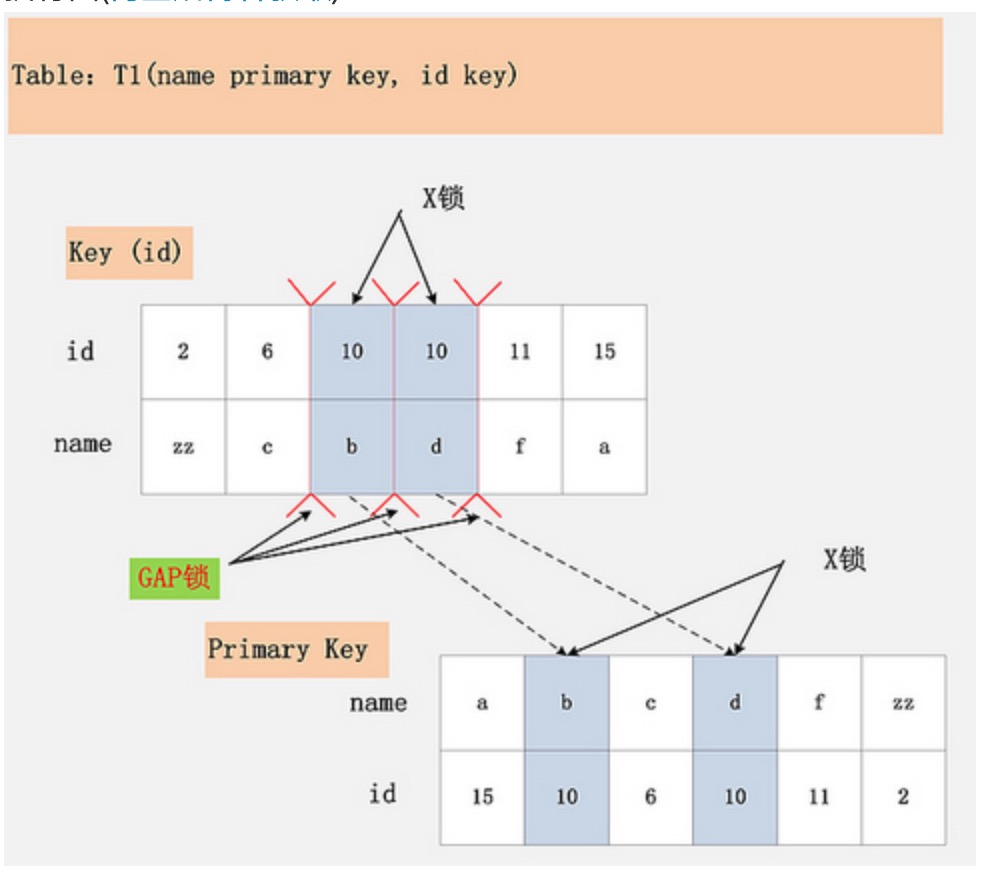 Table: T1(name primary key, id key)
X锁
Key (id)
id 2 6 10 10 11 15
name zz c b d f a
GAP锁
X锁
Primary Key
name a b c d f zz
id 15 10 6 10 11 2